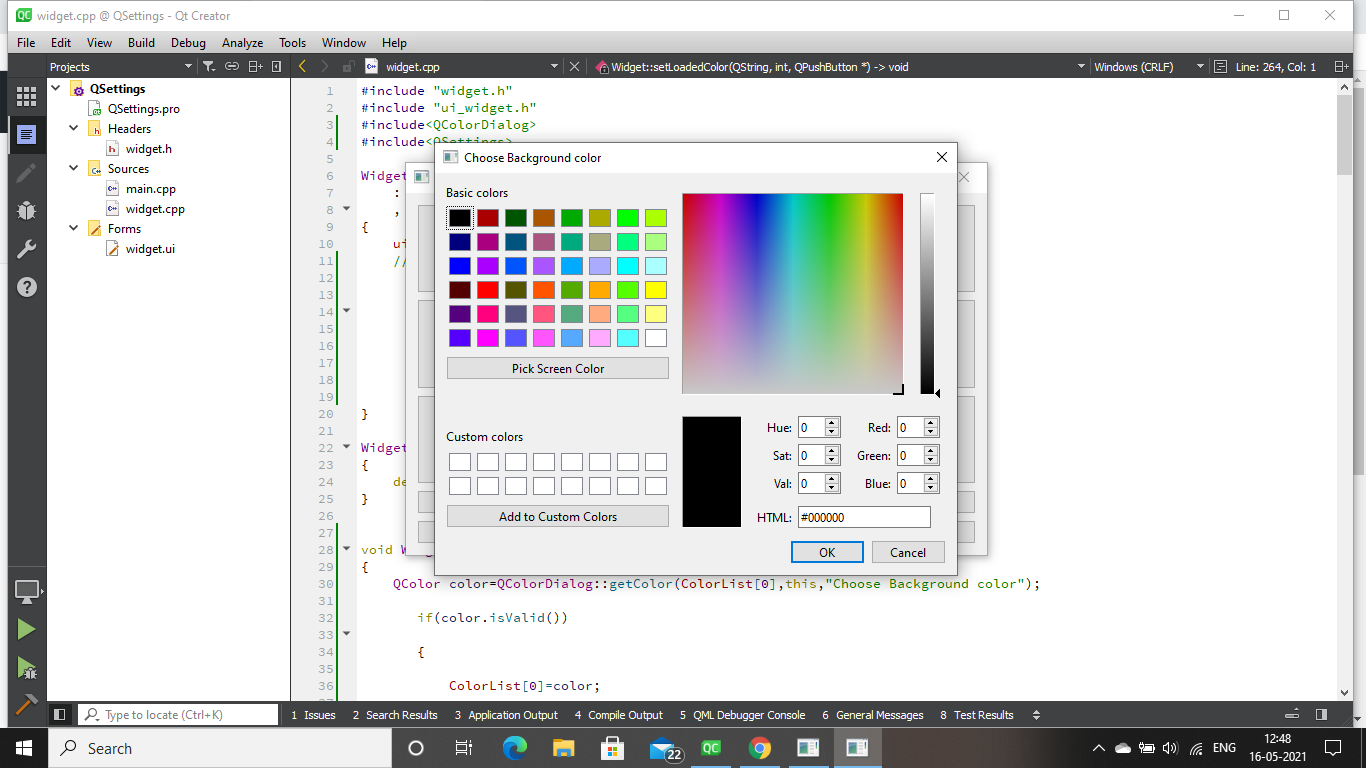 widget.cpp @ QSettings - Qt Creator
File Edit View Build Debug Analyze Tools Window Help
Projects widget.cpp Widget::setLoadedColor(QString, int, QPushButton *) -> void Windows (CRLF) Line: 264, Col: 1
QSettings
QSettings.pro
Headers
widget.h
Sources
main.cpp
widget.cpp
Forms
widget.ui
1 #include "widget.h"
2 #include "ui_widget.h"
3 #include<QColorDialog>
4 #include<QSettings>
5
6 Widget
7 :
8 ,
9 {
10 ui
11 //
12
13
14
15
16
17
18
19
20 }
21
22 Widget
23 {
24 de
25 }
26
27
28 void W
29 {
30 QColor color=QColorDialog::getColor(ColorList[0],this,"Choose Background color");
31
32 if(color.isValid())
33
34 {
35
36 ColorList[0]=color;
Choose Background color
Basic colors
Pick Screen Color
Custom colors
Add to Custom Colors
Hue: 0 Red: 0
Sat: 0 Green: 0
Val: 0 Blue: 0
HTML: #000000
OK Cancel
Type to locate (Ctrl+K) 1 Issues 2 Search Results 3 Application Output 4 Compile Output 5 QML Debugger Console 6 General Messages 8 Test Results
Search 22 QC ENG 12:48
16-05-2021